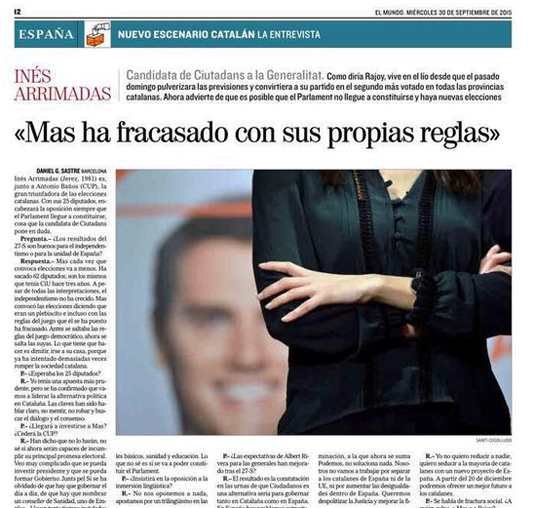 12
EL MUNDO. MIÉRCOLES 30 DE SEPTIEMBRE DE 2015
ESPAÑA
NUEVO ESCENARIO CATALÁN LA ENTREVISTA
INÉS
ARRIMADAS
Candidata de Ciutadans a la Generalitat. Como diría Rajoy, vive en el lío desde que el pasado
domingo pulverizara las previsiones y convirtiera a su partido en el segundo más votado en todas las provincias
catalanas. Ahora advierte de que es posible que el Parlament no llegue a constituirse y haya nuevas elecciones
«Mas ha fracasado con sus propias reglas»
DANIEL G. SASTRE BARCELONA
Inés Arrimadas (Jerez, 1981) es,
junto a Antonio Baños (CUP), la
gran triunfadora de las elecciones
catalanas. Con sus 25 diputados, en-
cabezará la oposición siempre que
el Parlament llegue a constituirse,
cosa que la candidata de Ciutadans
pone en duda.
Pregunta.– ¿Los resultados del
27-S son buenos para el independen-
tismo o para la unidad de España?
Respuesta.– Mas cada vez que
convoca elecciones va a menos. Ha
sacado 62 diputados, son los mismos
que tenía CiU hace tres años. A pe-
sar de todas las interpretaciones, el
independentismo no ha crecido. Mas
convocó las elecciones diciendo que
eran un plebiscito e incluso con las
reglas del juego que él se ha puesto
ha fracasado. Antes se saltaba las re-
glas del juego democrático, ahora se
salta las suyas. Lo que tiene que ha-
cer es dimitir, irse a su casa, porque
ya ha intentado demasiadas veces
romper la sociedad catalana.
P.– ¿Esperaba los 25 diputados?
R.– Yo tenía una apuesta más pru-
dente, pero se ha confirmado que va-
mos a liderar la alternativa política
en Cataluña. Las claves han sido ha-
blar claro, no mentir, no robar y bus-
car el diálogo y el consenso.
P.– ¿Llegará a investirse a Mas?
¿Cederá la CUP?
R.– Han dicho que no lo harán, no
sé si ahora serán capaces de incum-
plir su principal promesa electoral.
Veo muy complicado que se pueda
investir presidente y que se pueda
formar Gobierno. Junts pel Sí se ha
olvidado de que hay que gobernar el
día a día, de que hay que nombrar
un conseller de Sanidad, uno de Em-
SANTI COGOLLUDO
les básicos, sanidad y educación. Lo
que no sé es si se va a poder consti-
tuir el Parlament.
P.– ¿Insistirá en la oposición a la
inmersión lingüística?
R.– No nos oponemos a nada,
apostamos por un trilingüismo en las
P.– ¿Las expectativas de Albert Ri-
vera para las generales han mejora-
do tras el 27-S?
R.– El resultado es la constatación
en las urnas de que Ciudadanos es
una alternativa seria para gobernar
tanto en Cataluña como en España.
minación, a la que ahora se suma
Podemos, no soluciona nada. Noso-
tros no vamos a trabajar por separar
a los catalanes de España ni de la
UE, ni por aumentar las desigualda-
des dentro de España. Queremos
despolitizar la Justicia y mejorar la fi-
R.– Yo no quiero reducir a nadie,
quiero reducir a la mayoría de cata-
lanes con un nuevo proyecto de Es-
paña. A partir del 20 de diciembre
podremos ofrecer un mejor futuro a
los catalanes.
P.– Se habla de fractura social. ¿A